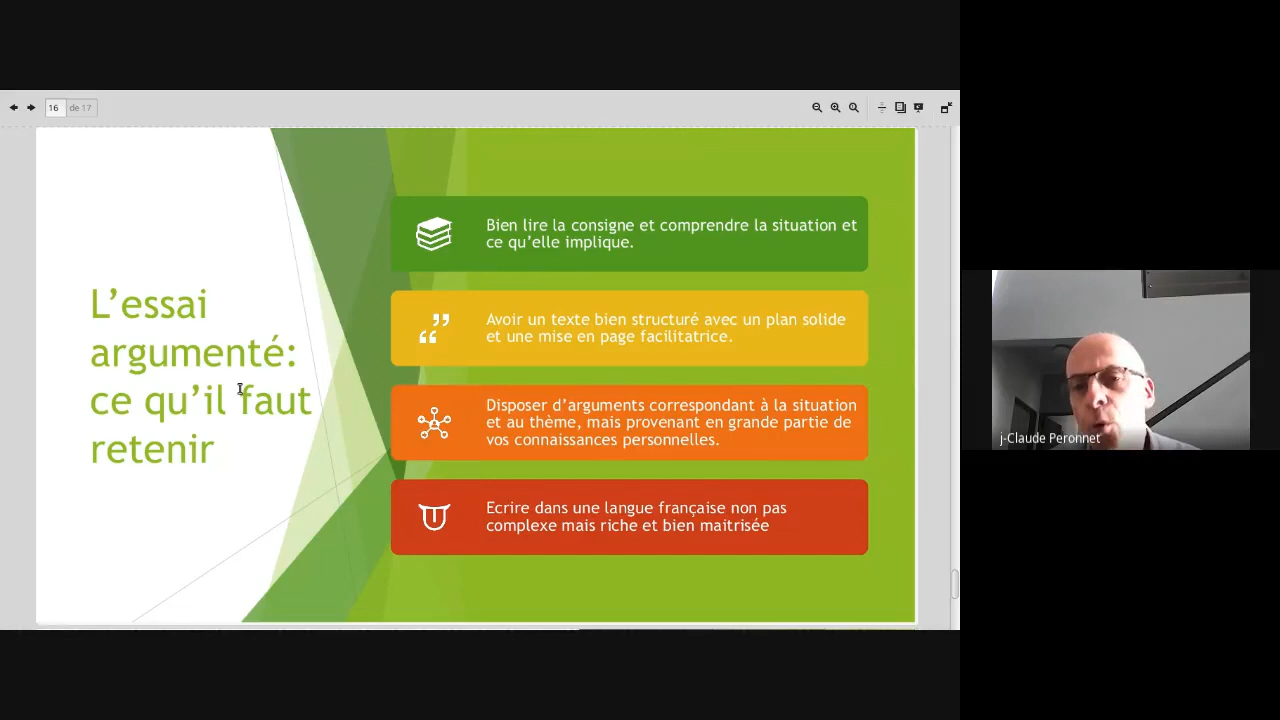 16 de 17
L’essai
argumenté:
ce qu’il faut
retenir
Bien lire la consigne et comprendre la situation et
ce qu’elle implique.
Avoir un texte bien structuré avec un plan solide
et une mise en page facilitatrice.
Disposer d’arguments correspondant à la situation
et au thème, mais provenant en grande partie de
vos connaissances personnelles.
Ecrire dans une langue française non pas
complexe mais riche et bien maitrisée
j-Claude Peronnet